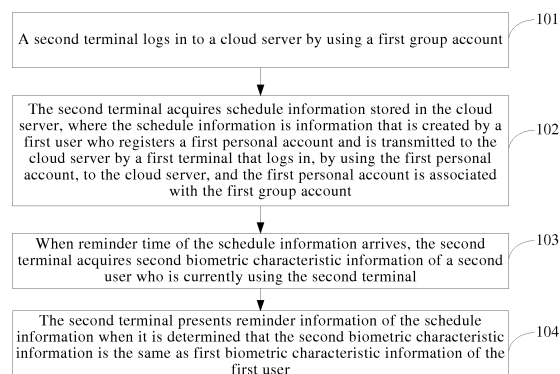 A second terminal logs in to a cloud server by using a first group account
101
The second terminal acquires schedule information stored in the cloud
server, where the schedule information is information that is created by a
first user who registers a first personal account and is transmitted to the
cloud server by a first terminal that logs in, by using the first personal
account, to the cloud server, and the first personal account is associated
with the first group account
102
When reminder time of the schedule information arrives, the second
terminal acquires second biometric characteristic information of a second
user who is currently using the second terminal
103
The second terminal presents reminder information of the schedule
information when it is determined that the second biometric characteristic
information is the same as first biometric characteristic information of the
first user
104